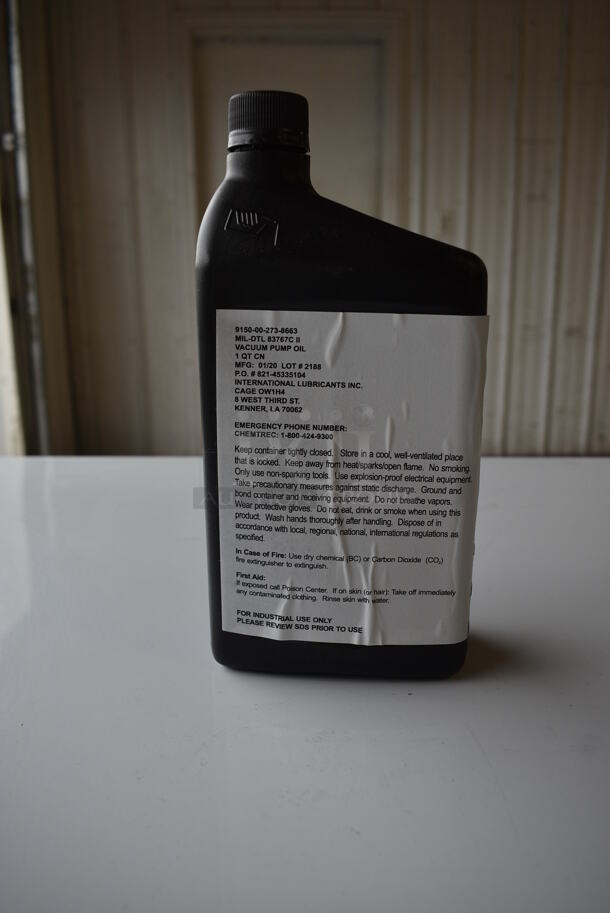 9150-00-273-8663
MIL-DTL 83767C II
VACUUM PUMP OIL
1 QT CN
MFG: 01/20 LOT # 2188
P.O. # 821-45335104
INTERNATIONAL LUBRICANTS INC.
CAGE OW1H4
8 WEST THIRD ST.
KENNER, LA 70062
EMERGENCY PHONE NUMBER:
CHEMTREC: 1-800-424-9300
Keep container tightly closed. Store in a cool, well-ventilated place
that is locked. Keep away from heat/sparks/open flame. No smoking.
Only use non-sparking tools. Use explosion-proof electrical equipment.
Take precautionary measures against static discharge. Ground and
bond container and receiving equipment. Do not breathe vapors.
Wear protective gloves. Do not eat, drink or smoke when using this
product. Wash hands thoroughly after handling. Dispose of in
accordance with local, regional, national, international regulations as
specified.
In Case of Fire: Use dry chemical (BC) or Carbon Dioxide (CO₂)
fire extinguisher to extinguish.
First Aid:
If exposed call Poison Center. If on skin (or hair): Take off immediately
any contaminated clothing. Rinse skin with water.
FOR INDUSTRIAL USE ONLY
PLEASE REVIEW SDS PRIOR TO USE